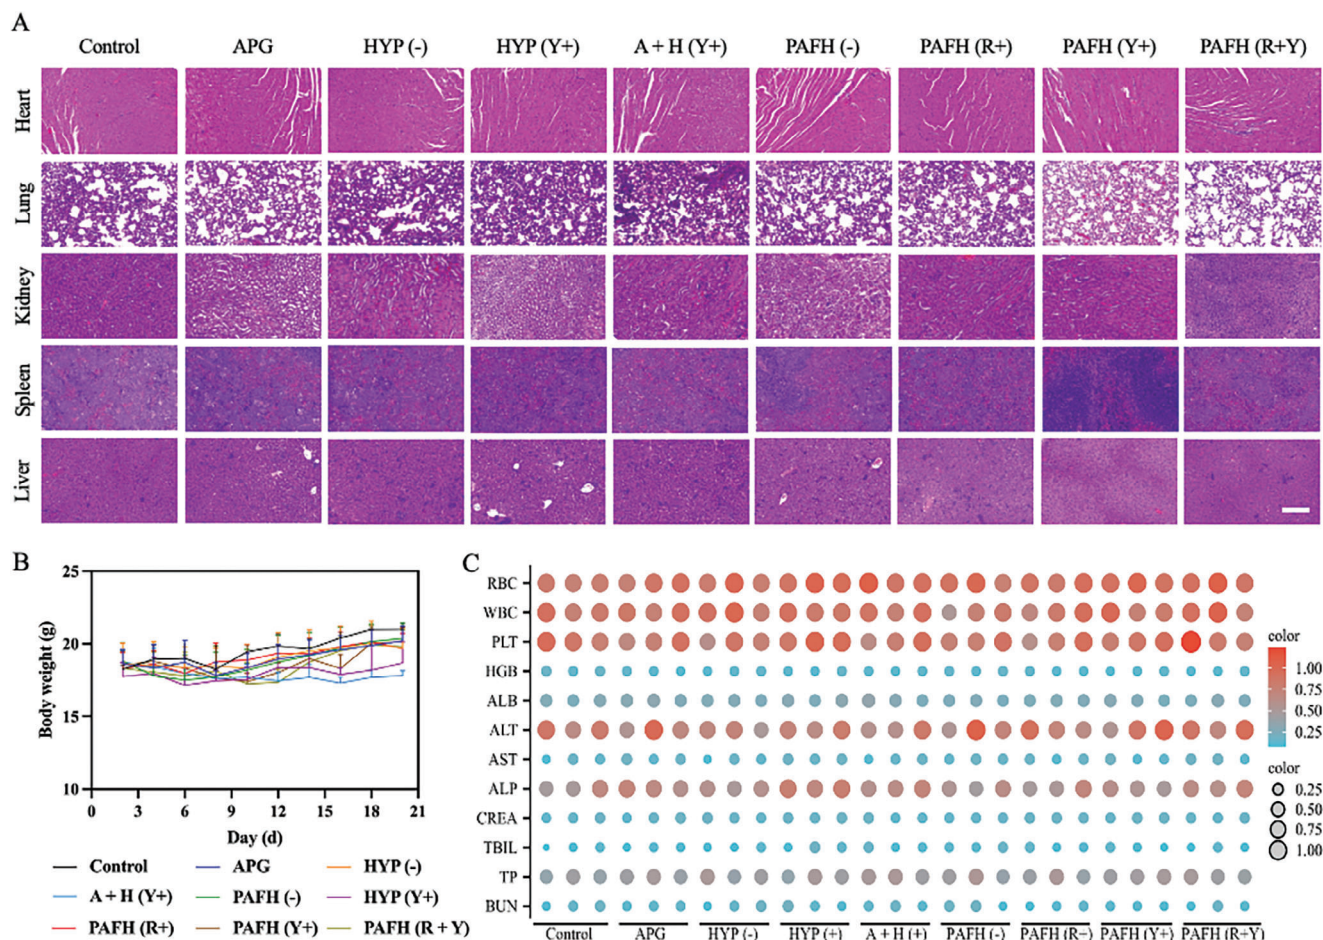 A
Control APG HYP (-) HYP (Y+) A + H (Y+) PAFH (-) PAFH (R+) PAFH (Y+) PAFH (R+Y)
Heart
Lung
Kidney
Spleen
Liver
B
25
20
15
10
Body weight (g)
0 3 6 9 12 15 18 21
Day (d)
Control APG HYP (-)
A + H (Y+) PAFH (-) HYP (Y+)
PAFH (R+) PAFH (Y+) PAFH (R + Y)
C
RBC
WBC
PLT
HGB
ALB
ALT
AST
ALP
CREA
TBIL
TP
BUN
Control APG HYP (-) HYP (+) A + H (+) PAFH (-) PAFH (R+) PAFH (Y+) PAFH (R+Y)
color
1.00
0.75
0.50
0.25
color
0.25
0.50
0.75
1.00